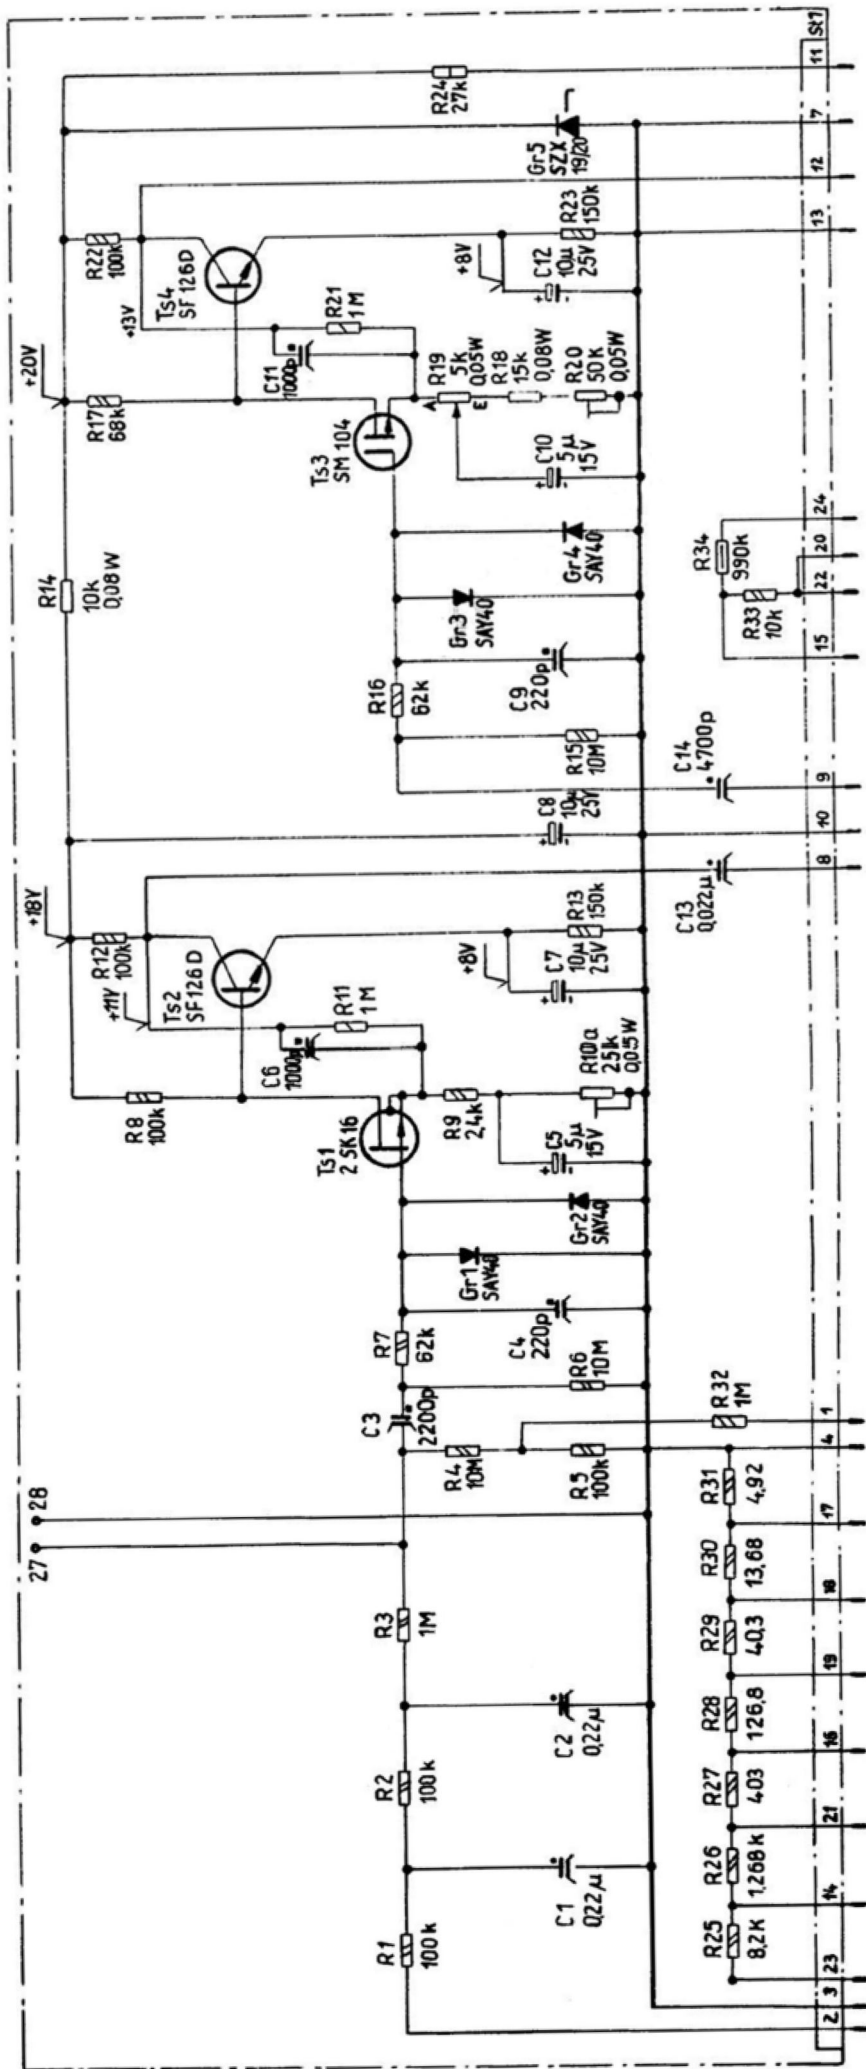 27
28
R1
100k
C1
0,22µ
R2
100k
C2
0,22µ
R3
1M
R4
10M
R5
100k
C3
2200p
R6
10M
R7
62k
C4
220p
Gr1
SAY40
Gr2
SAY40
Ts1
2SK16
R8
100k
R9
2,4k
C5
5µ
15V
R10a
25k
0,05W
C6
1000p
R11
1M
+11V
Ts2
SF126D
R12
100k
+18V
+8V
C7
10µ
25V
R13
150k
C13
0,022µ
C8
10µ
25V
C14
4700p
R14
10k
0,08W
R15
10M
R16
62k
C9
220p
Gr3
SAY40
Gr4
SAY40
Ts3
SM 104
R17
68k
+20V
C10
5µ
15V
A
E
R19
5k
0,05W
R18
15k
0,08W
R20
50k
0,05W
C11
1000p
R21
1M
+13V
Ts4
SF126D
R22
100k
+8V
C12
10µ
25V
R23
150k
Gr5
SZX
19/20
R24
27k
R25
8,2k
R26
1,268k
R27
403
R28
126,8
R29
40,3
R30
13,68
R31
4,92
R32
1M
R33
10k
R34
990k
2
3
23
14
21
16
19
18
17
4
1
8
10
9
15
22
20
24
13
12
7
11
St1